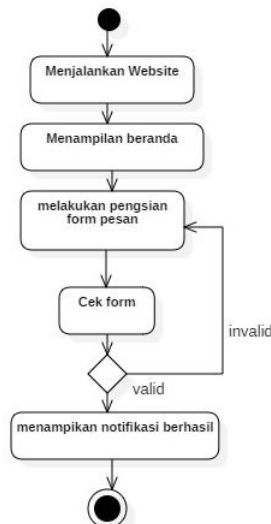 Menjalankan Website
Menampilan beranda
melakukan pengsian
form pesan
Cek form
invalid
valid
menampikan notifikasi berhasil